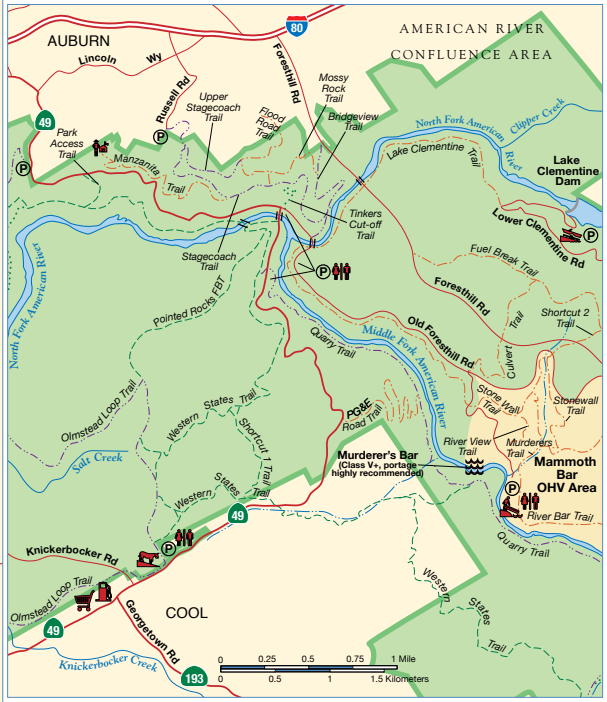 80
AMERICAN RIVER
CONFLUENCE AREA
AUBURN
Lincoln Wy
Russell Rd
Foresthill Rd
Mossy
Rock
Trail
Upper
Stagecoach
Trail
Flood
Road
Trail
Bridgeview
Trail
49
Park
Access
Trail
P
P
Manzanita
Trail
North Fork American
River
Clipper Creek
Lake Clementine
Trail
Lake
Clementine
Dam
P
Lower Clementine Rd
Tinkers
Cut-off
Trail
Stagecoach
Trail
P
Fuel Break Trail
Foresthill Rd
North Fork American River
Pointed Rocks FBT
Quarry Trail
Middle Fork American River
Old Foresthill Rd
Culvert
Trail
Shortcut 2
Trail
Olmstead Loop Trail
Western States Trail
PG&E
Road Trail
Stone Wall
Trail
Stonewall
Trail
Shortcut 1 Trail
River View
Trail
Murderers
Trail
Salt Creek
Murderer's Bar
(Class V+, portage
highly recommended)
Mammoth
Bar
OHV Area
P
Western
States
Trail
River Bar Trail
49
Quarry Trail
P
Knickerbocker Rd
Olmstead Loop Trail
Western
States
Trail
COOL
Georgetown Rd
49
Knickerbocker Creek
193
0 0.25 0.5 0.75 1 Mile
0 0.5 1 1.5 Kilometers